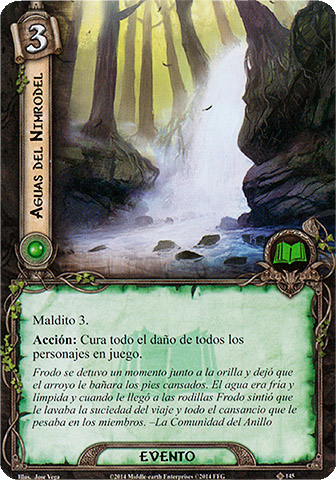 3
AGUAS DEL NIMRODEL
Maldito 3.
Acción: Cura todo el daño de todos los
personajes en juego.
Frodo se detuvo un momento junto a la orilla y dejó que
el arroyo le bañara los pies cansados. El agua era fría y
límpida y cuando le llegó a las rodillas Frodo sintió que
le lavaba la suciedad del viaje y todo el cansancio que le
pesaba en los miembros. –La Comunidad del Anillo
EVENTO
Illus. Jose Vega
©2014 Middle-earth Enterprises ©2014 FFG
145